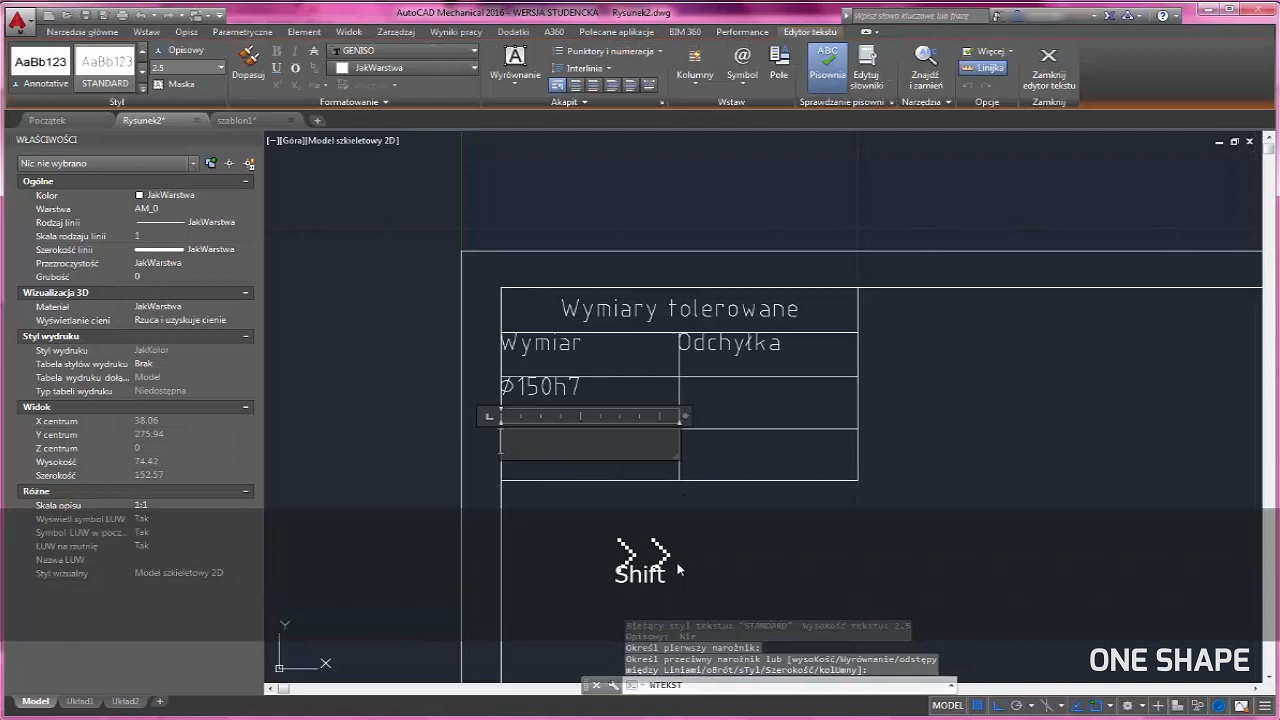 AutoCAD Mechanical 2016 - WERSJA STUDENCKA Rysunek2.dwg
Wpisz słowo kluczowe lub frazę
Narzędzia główne Wstaw Opisz Parametryczne Element Widok Zarządzaj Wyniki pracy Dodatki A360 Polecane aplikacje BIM 360 Performance Edytor tekstu
AaBb123 AaBb123
Annotative STANDARD
Opisowy
2.5
Maska
Styl
Dopasuj
B I A GENISO
U O JakWarstwa
Formatowanie
Wyrównanie
Punktory i numeracja
Interlinia
Akapit
Kolumny Symbol Pole
Wstaw
ABC
Pisownia
Edytuj
słowniki
Sprawdzanie pisowni
Znajdź
i zamień
Narzędzia
Więcej
Linijka
Opcje
Zamknij
edytor tekstu
Zamknij
Początek Rysunek2* szablon1*
WŁAŚCIWOŚCI
[−][Góra][Model szkieletowy 2D]
Nic nie wybrano
Ogólne
Kolor JakWarstwa
Warstwa AM_0
Rodzaj linii JakWarstwa
Skala rodzaju linii 1
Szerokość linii JakWarstwa
Przezroczystość JakWarstwa
Grubość 0
Wizualizacja 3D
Materiał JakWarstwa
Wyświetlanie cieni Rzuca i uzyskuje cienie
Styl wydruku
Styl wydruku JakKolor
Tabela stylów wydruku Brak
Tabela wydruku dołą... Model
Typ tabeli wydruku Niedostępna
Widok
X centrum 38.06
Y centrum 275.94
Z centrum 0
Wysokość 74.42
Szerokość 152.57
Różne
Skala opisu 1:1
Wyświetl symbol LUW Tak
Symbol LUW w pocz... Tak
LUW na rzutnię Tak
Nazwa LUW
Styl wizualny Model szkieletowy 2D
Wymiary tolerowane
Wymiar Odchyłka
Ø150h7
Shift
Y
X
Bieżący styl tekstu: "STANDARD" Wysokość tekstu: 2.5
Opisowy: Nie
Określ pierwszy narożnik:
Określ przeciwny narożnik lub [wysoKość/Wyrównanie/odstępy
między Liniami/oBrót/sTyl/Szerokość/kolUmny]:
WTEKST
ONE SHAPE
Model Układ1 Układ2 +
MODEL